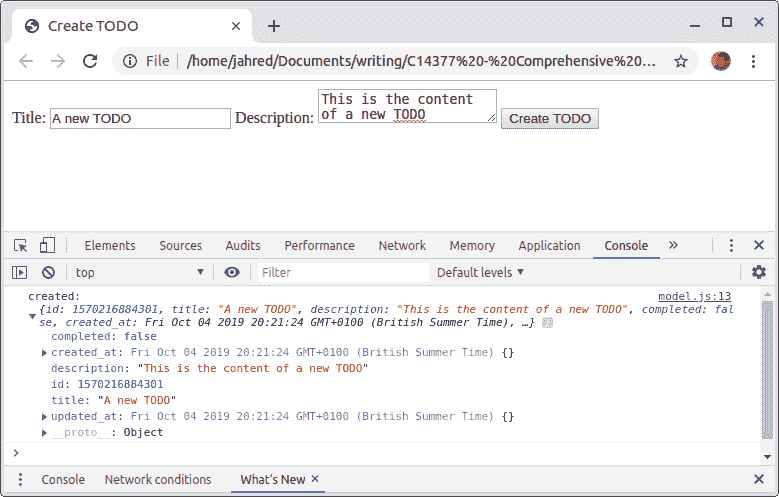 Create TODO
File | /home/jahred/Documents/writing/C14377%20-%20Comprehensive%20...
Title: A new TODO Description: This is the content
of a new TODO Create TODO
Elements Sources Audits Performance Network Memory Application Console »
top Filter Default levels
created: model.js:13
{id: 1570216884301, title: "A new TODO", description: "This is the content of a new TODO", completed: fal
se, created_at: Fri Oct 04 2019 20:21:24 GMT+0100 (British Summer Time), …}
completed: false
created_at: Fri Oct 04 2019 20:21:24 GMT+0100 (British Summer Time) {}
description: "This is the content of a new TODO"
id: 1570216884301
title: "A new TODO"
updated_at: Fri Oct 04 2019 20:21:24 GMT+0100 (British Summer Time) {}
__proto__: Object
Console Network conditions What's New